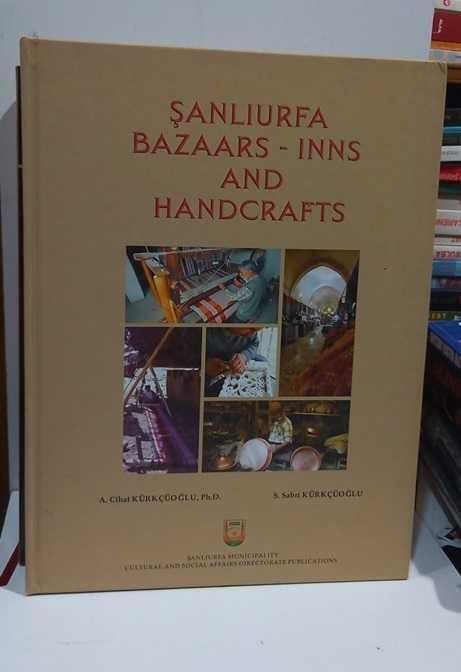 ŞANLIURFA
BAZAARS - INNS
AND
HANDCRAFTS
A. Cihat KÜRKÇÜOĞLU, Ph.D.
S. Sabri KÜRKÇÜOĞLU
ŞANLIURFA MUNICIPALITY
CULTURAL AND SOCIAL AFFAIRS DIRECTORATE PUBLICATIONS